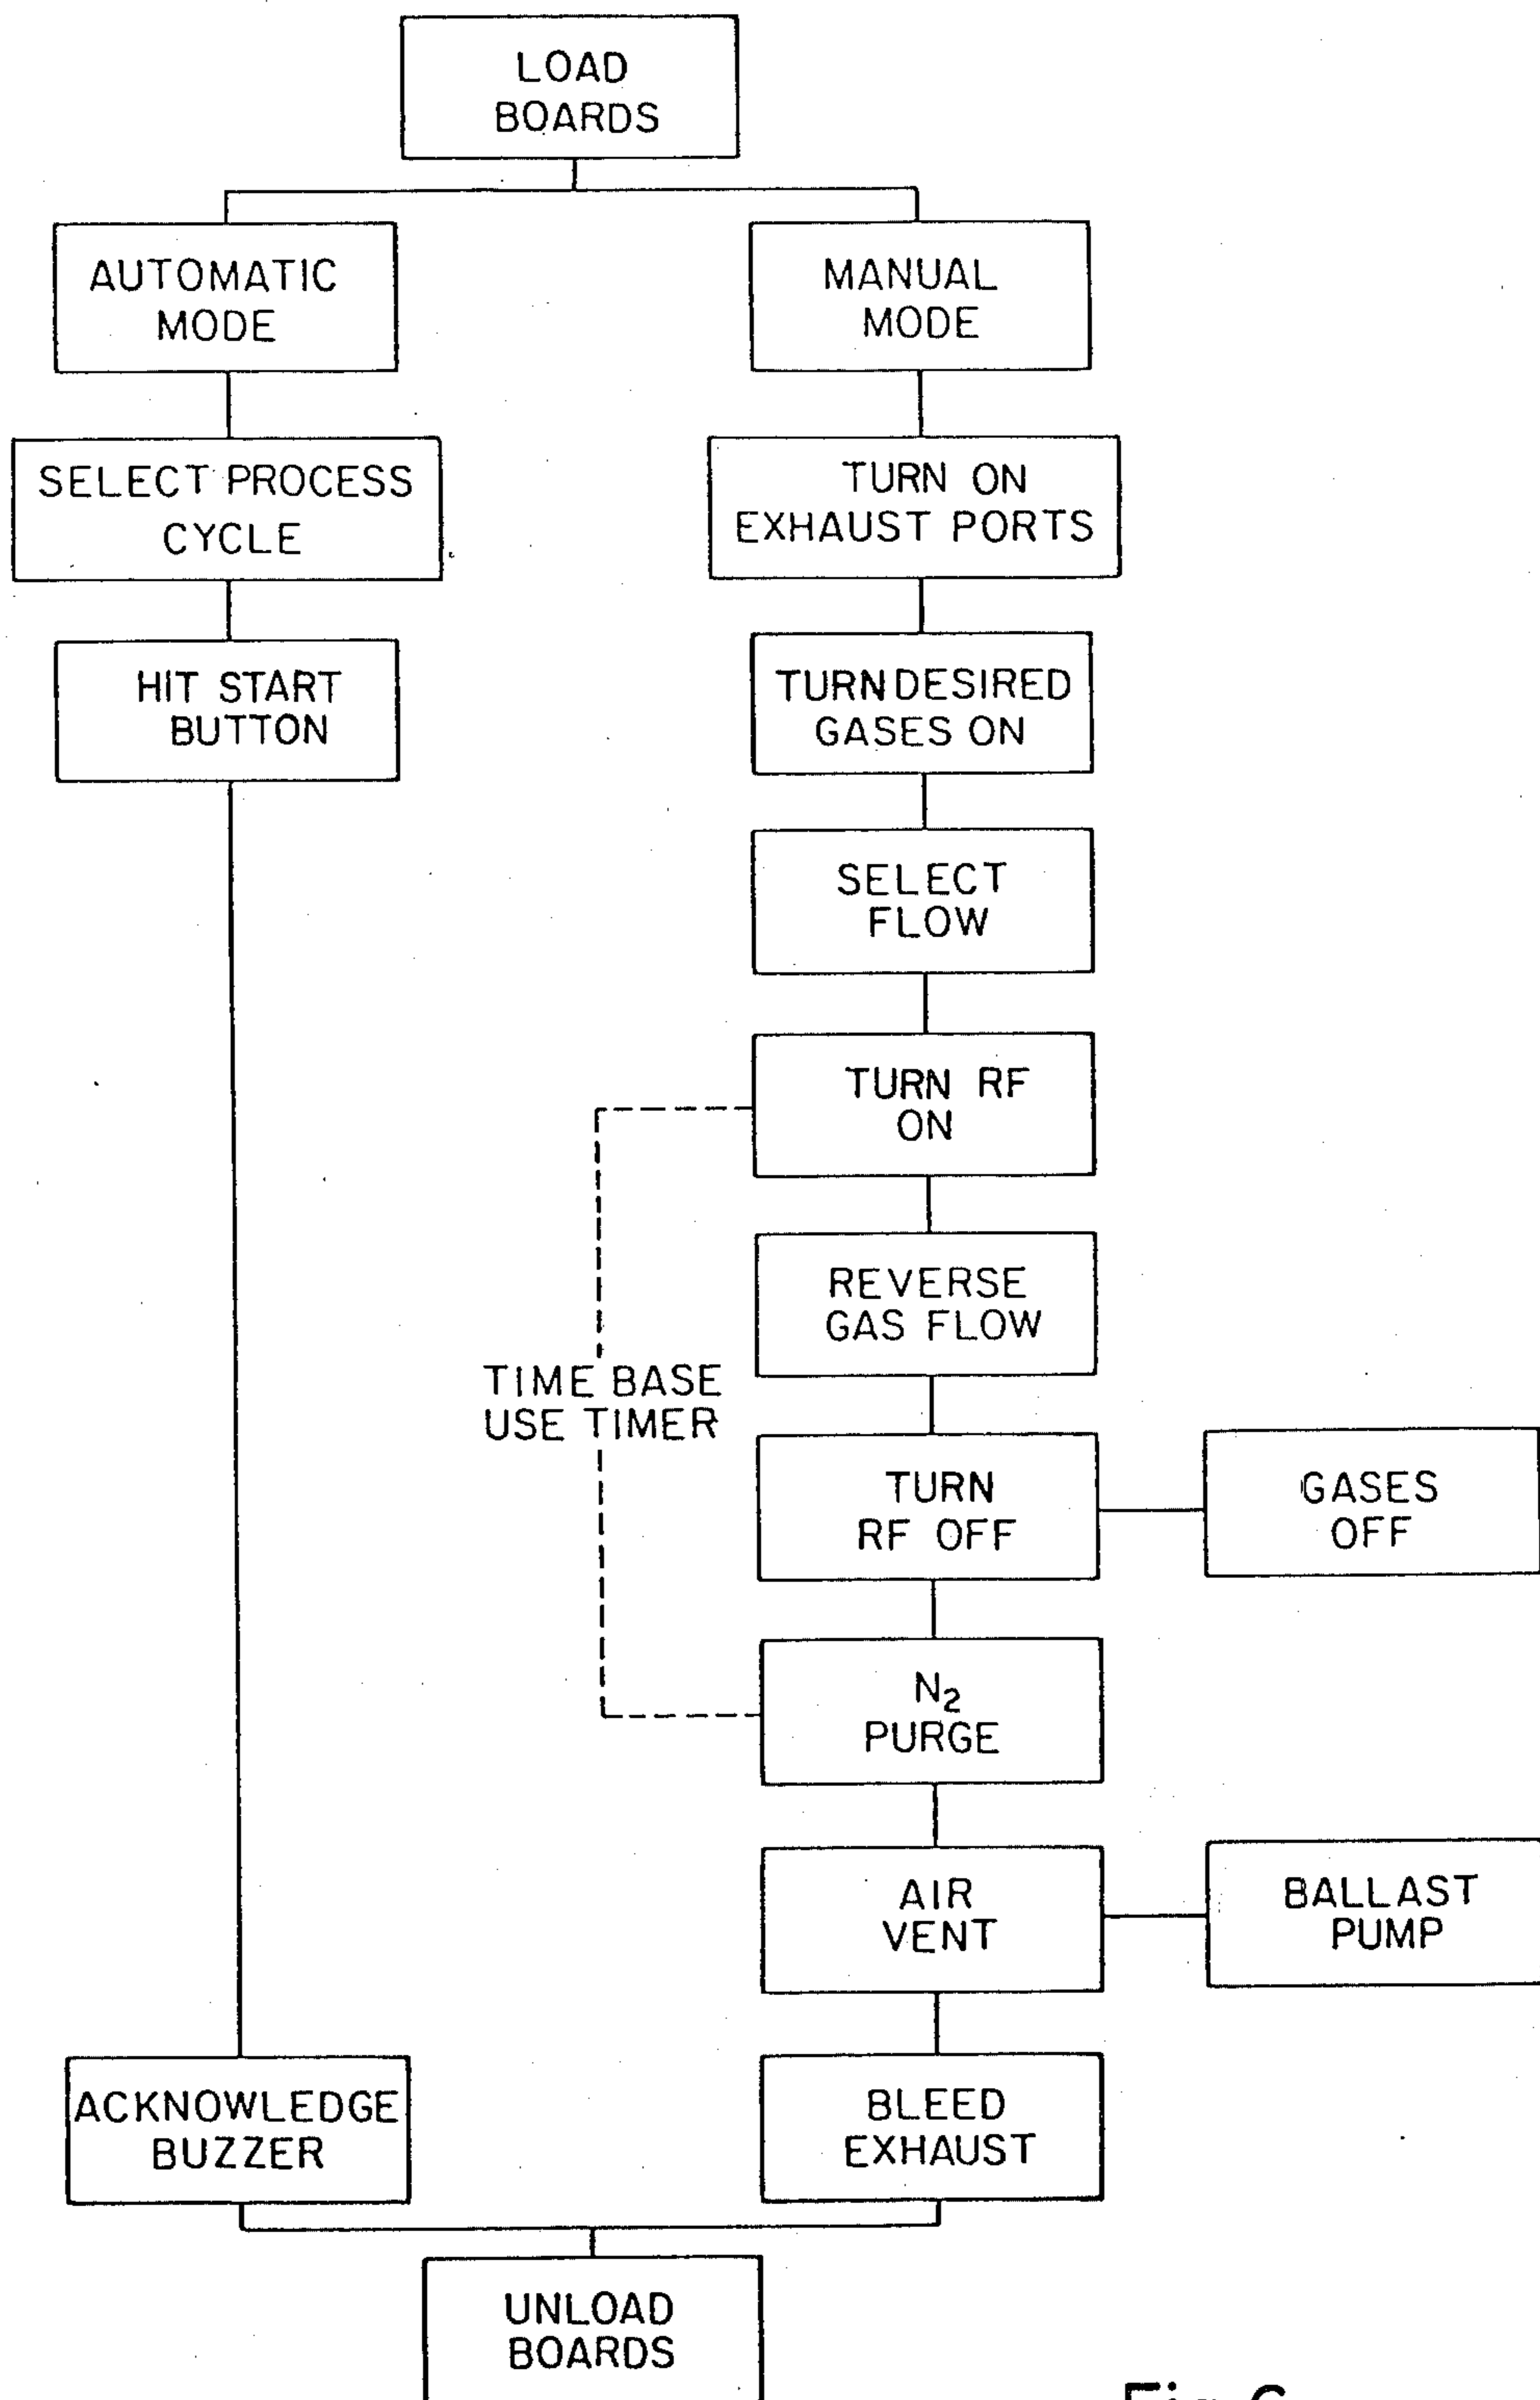 LOAD
BOARDS
AUTOMATIC
MODE
MANUAL
MODE
SELECT PROCESS
CYCLE
TURN ON
EXHAUST PORTS
HIT START
BUTTON
TURN DESIRED
GASES ON
SELECT
FLOW
TURN RF
ON
REVERSE
GAS FLOW
TIME BASE
USE TIMER
TURN
RF OFF
GASES
OFF
N₂
PURGE
AIR
VENT
BALLAST
PUMP
ACKNOWLEDGE
BUZZER
BLEED
EXHAUST
UNLOAD
BOARDS